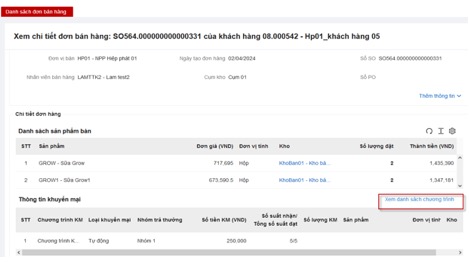 Danh sách đơn bán hàng
Xem chi tiết đơn bán hàng: SO564.000000000000331 của khách hàng 08.000542 - Hp01_khách hàng 05
Đơn vị bán HP01 - NPP Hiệp phát 01 Ngày tạo đơn hàng 02/04/2024 Số SO SO564.000000000000331
Nhân viên bán hàng LAMTTK2 - Lam test2 Cụm kho Cụm 01 Số PO
Thêm thông tin
Chi tiết đơn hàng
Danh sách sản phẩm bán
STT Sản phẩm Đơn giá (VND) Đơn vị tính Kho Số lượng đặt Thành tiền (VND)
1 GROW - Sữa Grow 717,695 Hộp KhoBan01 - Kho bá... 2 1,435,390
2 GROW1 - Sữa Grow1 673,590.5 Hộp KhoBan01 - Kho bá... 2 1,347,181
Thông tin khuyến mại Xem danh sách chương trình
STT Chương trình KM Loại khuyến mại Nhóm trả thưởng Số tiền KM (VND) Số suất nhận/ Tổng số suất đạt Số lượng KM Sản phẩm Đơn vị tính Kho
1 Chương trình K... Tự động Nhóm 1 250.000 5/5